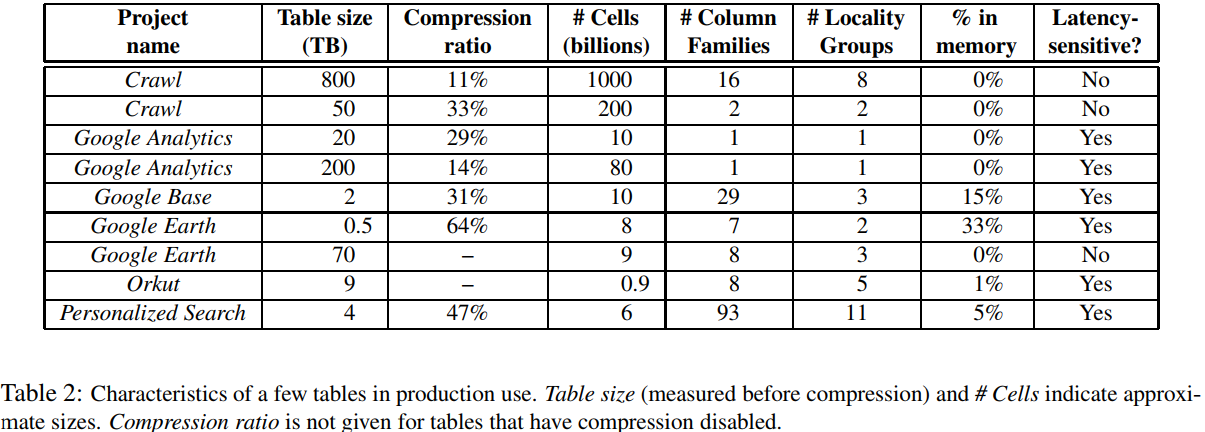 Project name | Table size (TB) | Compression ratio | # Cells (billions) | # Column Families | # Locality Groups | % in memory | Latency-sensitive?
Crawl | 800 | 11% | 1000 | 16 | 8 | 0% | No
Crawl | 50 | 33% | 200 | 2 | 2 | 0% | No
Google Analytics | 20 | 29% | 10 | 1 | 1 | 0% | Yes
Google Analytics | 200 | 14% | 80 | 1 | 1 | 0% | Yes
Google Base | 2 | 31% | 10 | 29 | 3 | 15% | Yes
Google Earth | 0.5 | 64% | 8 | 7 | 2 | 33% | Yes
Google Earth | 70 | – | 9 | 8 | 3 | 0% | No
Orkut | 9 | – | 0.9 | 8 | 5 | 1% | Yes
Personalized Search | 4 | 47% | 6 | 93 | 11 | 5% | Yes
Table 2: Characteristics of a few tables in production use. Table size (measured before compression) and # Cells indicate approxi-
mate sizes. Compression ratio is not given for tables that have compression disabled.